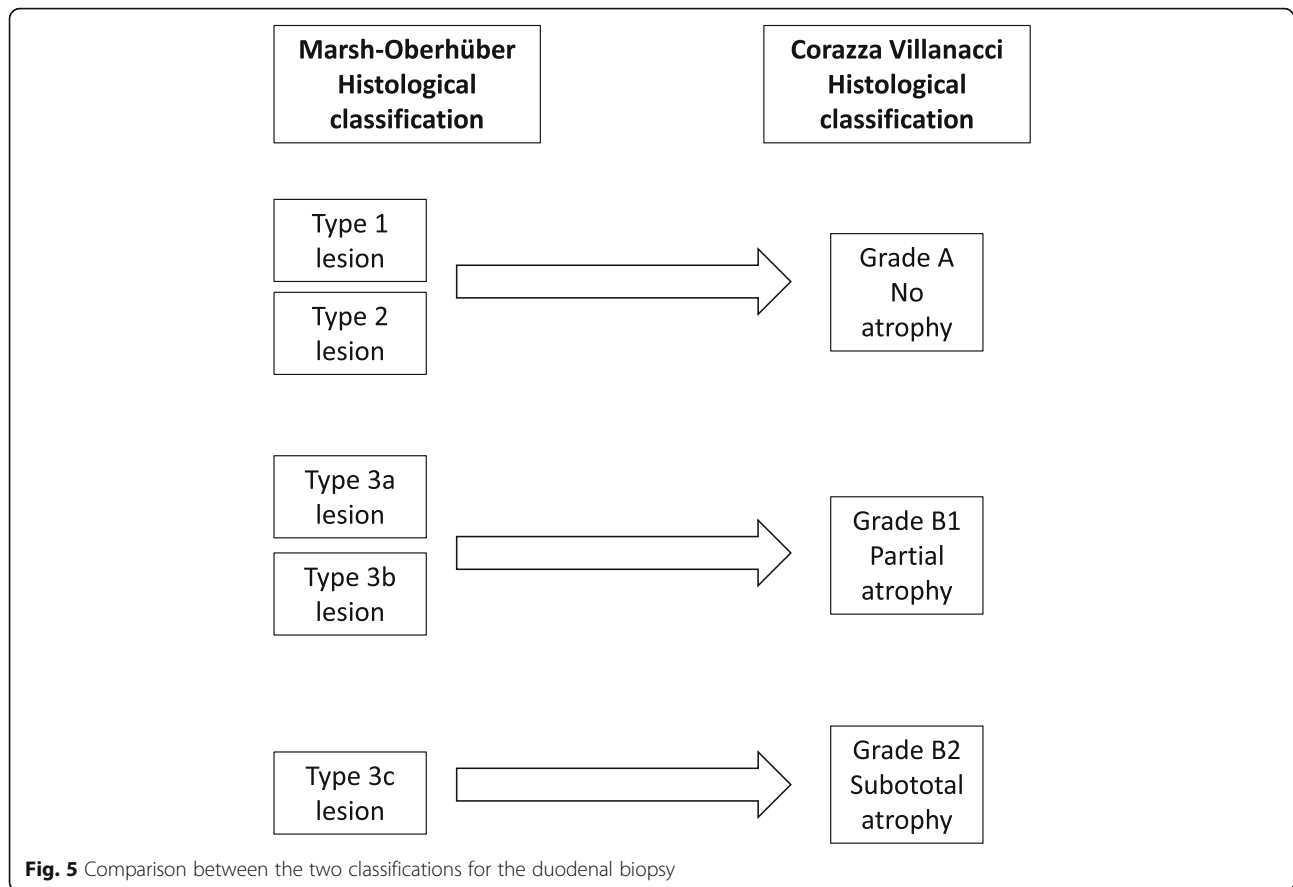 Marsh-Oberhüber
Histological
classification
Corazza Villanacci
Histological
classification
Type 1
lesion
Type 2
lesion
Grade A
No
atrophy
Type 3a
lesion
Type 3b
lesion
Grade B1
Partial
atrophy
Type 3c
lesion
Grade B2
Subototal
atrophy
Fig. 5 Comparison between the two classifications for the duodenal biopsy